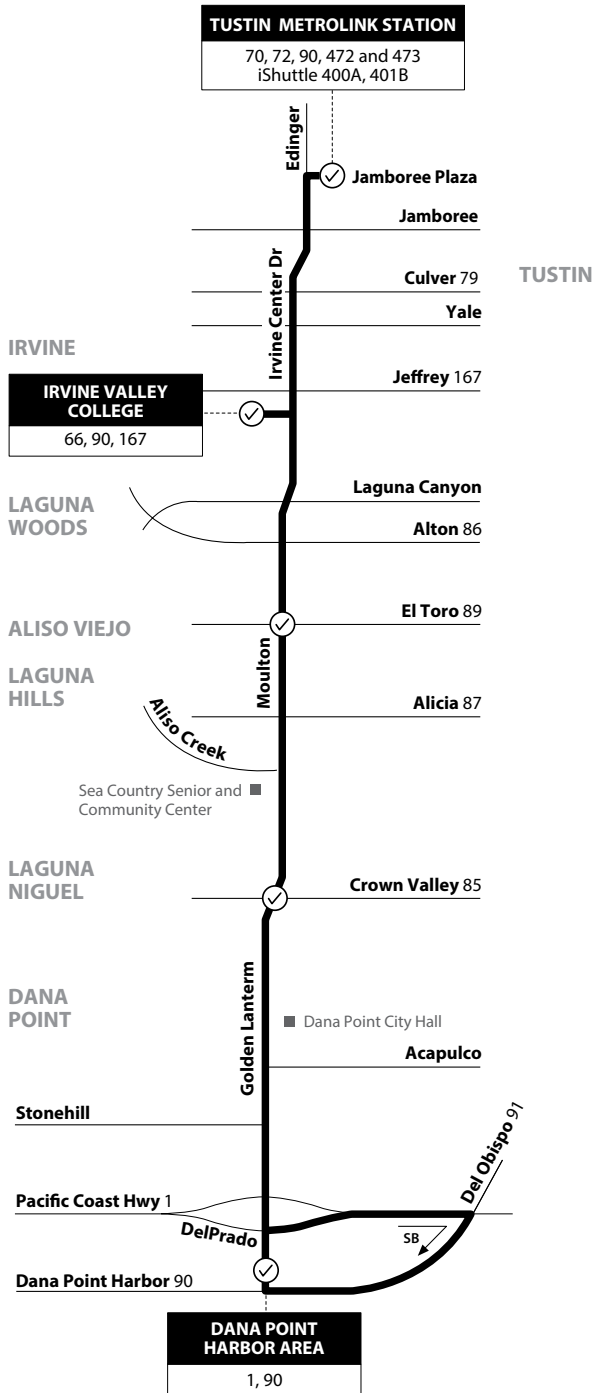 TUSTIN METROLINK STATION
70, 72, 90, 472 and 473
iShuttle 400A, 401B
Edinger
Jamboree Plaza
Jamboree
Irvine Center Dr
Culver 79
TUSTIN
Yale
IRVINE
Jeffrey 167
IRVINE VALLEY
COLLEGE
66, 90, 167
Laguna Canyon
LAGUNA
WOODS
Alton 86
El Toro 89
ALISO VIEJO
Moulton
LAGUNA
HILLS
Alicia 87
Aliso Creek
Sea Country Senior and
Community Center
LAGUNA
NIGUEL
Crown Valley 85
Golden Lanterm
DANA
POINT
Dana Point City Hall
Acapulco
Stonehill
Del Obispo 91
Pacific Coast Hwy 1
DelPrado
SB
Dana Point Harbor 90
DANA POINT
HARBOR AREA
1, 90